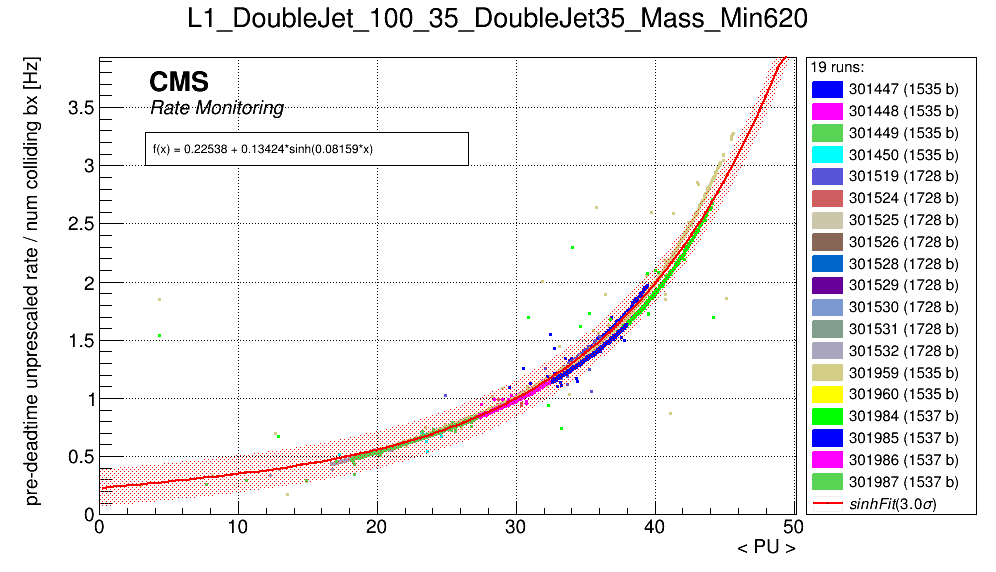 L1_DoubleJet_100_35_DoubleJet35_Mass_Min620
pre-deadtime unprescaled rate / num colliding bx [Hz]
CMS
Rate Monitoring
f(x) = 0.22538 + 0.13424*sinh(0.08159*x)
3.5
3
2.5
2
1.5
1
0.5
0
0
10
20
30
40
50
< PU >
19 runs:
301447 (1535 b)
301448 (1535 b)
301449 (1535 b)
301450 (1535 b)
301519 (1728 b)
301524 (1728 b)
301525 (1728 b)
301526 (1728 b)
301528 (1728 b)
301529 (1728 b)
301530 (1728 b)
301531 (1728 b)
301532 (1728 b)
301959 (1535 b)
301960 (1535 b)
301984 (1537 b)
301985 (1537 b)
301986 (1537 b)
301987 (1537 b)
sinhFit(3.0σ)